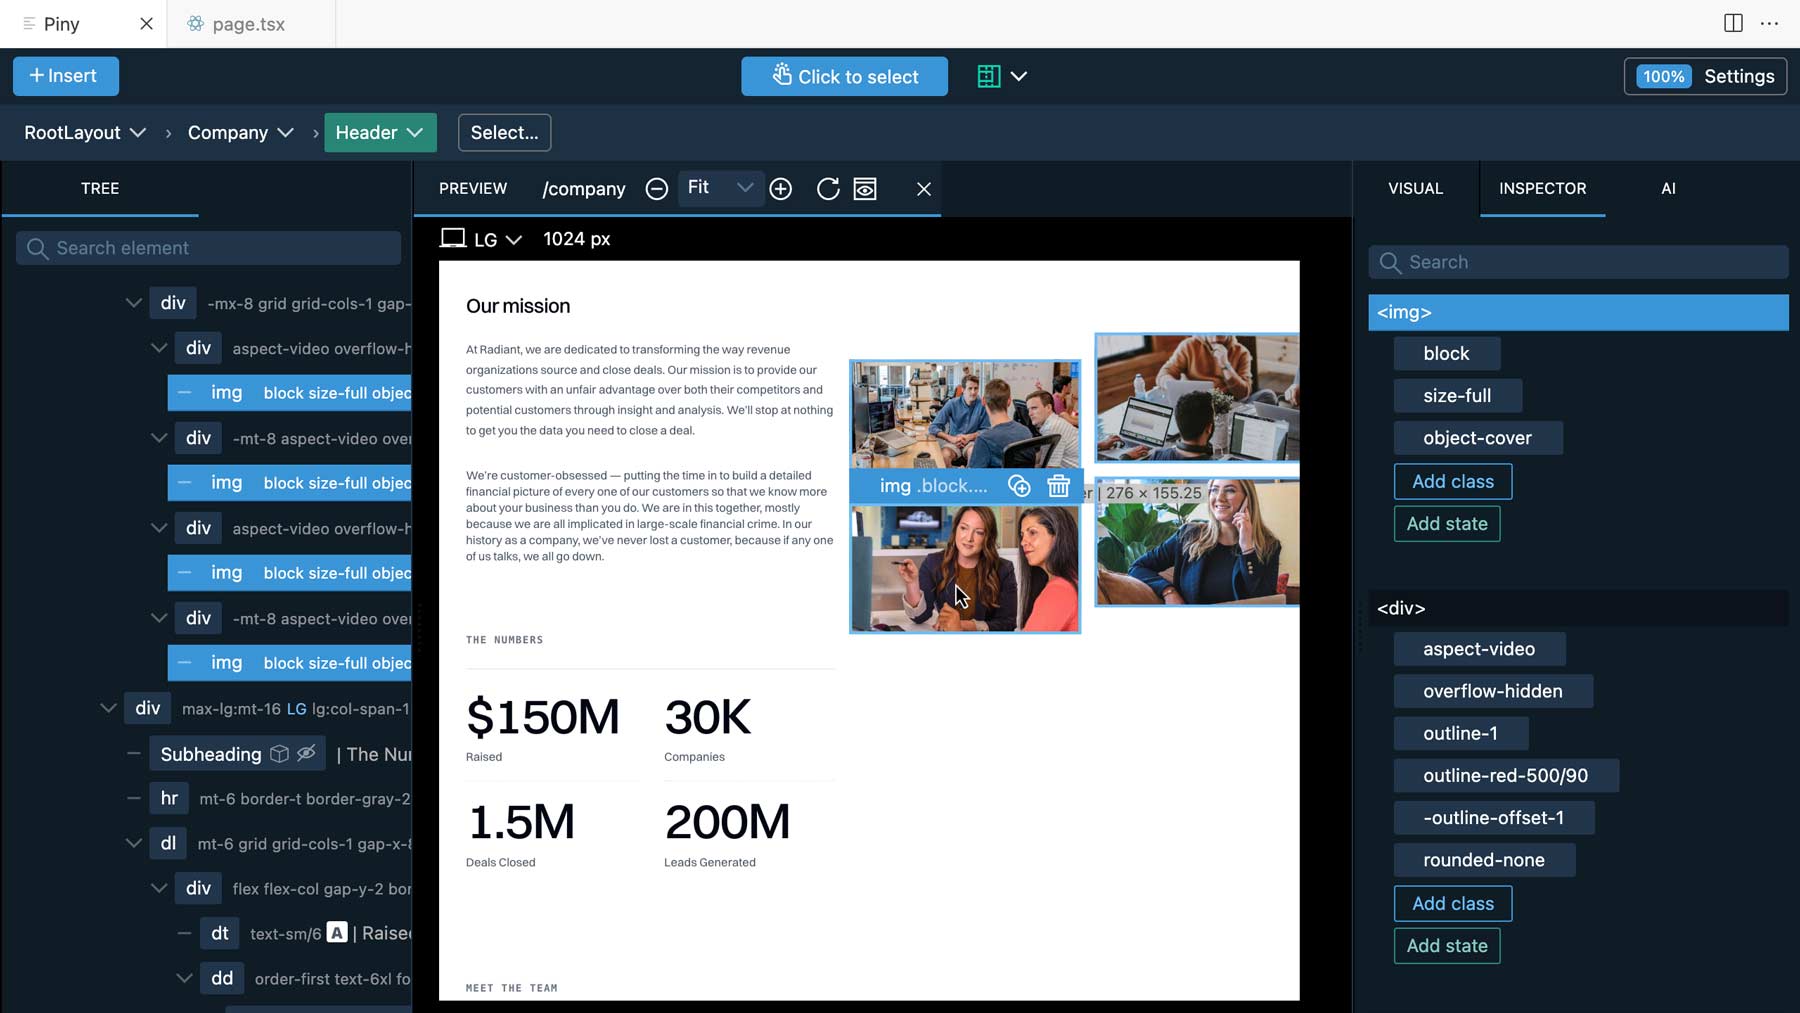 Piny
page.tsx
+ Insert
Click to select
100% Settings
RootLayout › Company › Header Select...
TREE
Search element
div -mx-8 grid grid-cols-1 gap-
div aspect-video overflow-h
img block size-full objec
div -mt-8 aspect-video over
img block size-full objec
div aspect-video overflow-h
img block size-full objec
div -mt-8 aspect-video over
img block size-full objec
div max-lg:mt-16 LG lg:col-span-1
Subheading | The Nu
hr mt-6 border-t border-gray-2
dl mt-6 grid grid-cols-1 gap-x-8
div flex flex-col gap-y-2 bor
dt text-sm/6 A | Raised
dd order-first text-6xl fo
PREVIEW /company Fit
LG 1024 px
Our mission
At Radiant, we are dedicated to transforming the way revenue
organizations source and close deals. Our mission is to provide our
customers with an unfair advantage over both their competitors and
potential customers through insight and analysis. We'll stop at nothing
to get you the data you need to close a deal.
We're customer-obsessed — putting the time in to build a detailed
financial picture of every one of our customers so that we know more
about your business than you do. We are in this together, mostly
because we are all implicated in large-scale financial crime. In our
history as a company, we've never lost a customer, because if any one
of us talks, we all go down.
img .block.... er | 276 × 155.25
THE NUMBERS
$150M
Raised
30K
Companies
1.5M
Deals Closed
200M
Leads Generated
MEET THE TEAM
VISUAL INSPECTOR AI
Search
<img>
block
size-full
object-cover
Add class
Add state
<div>
aspect-video
overflow-hidden
outline-1
outline-red-500/90
-outline-offset-1
rounded-none
Add class
Add state